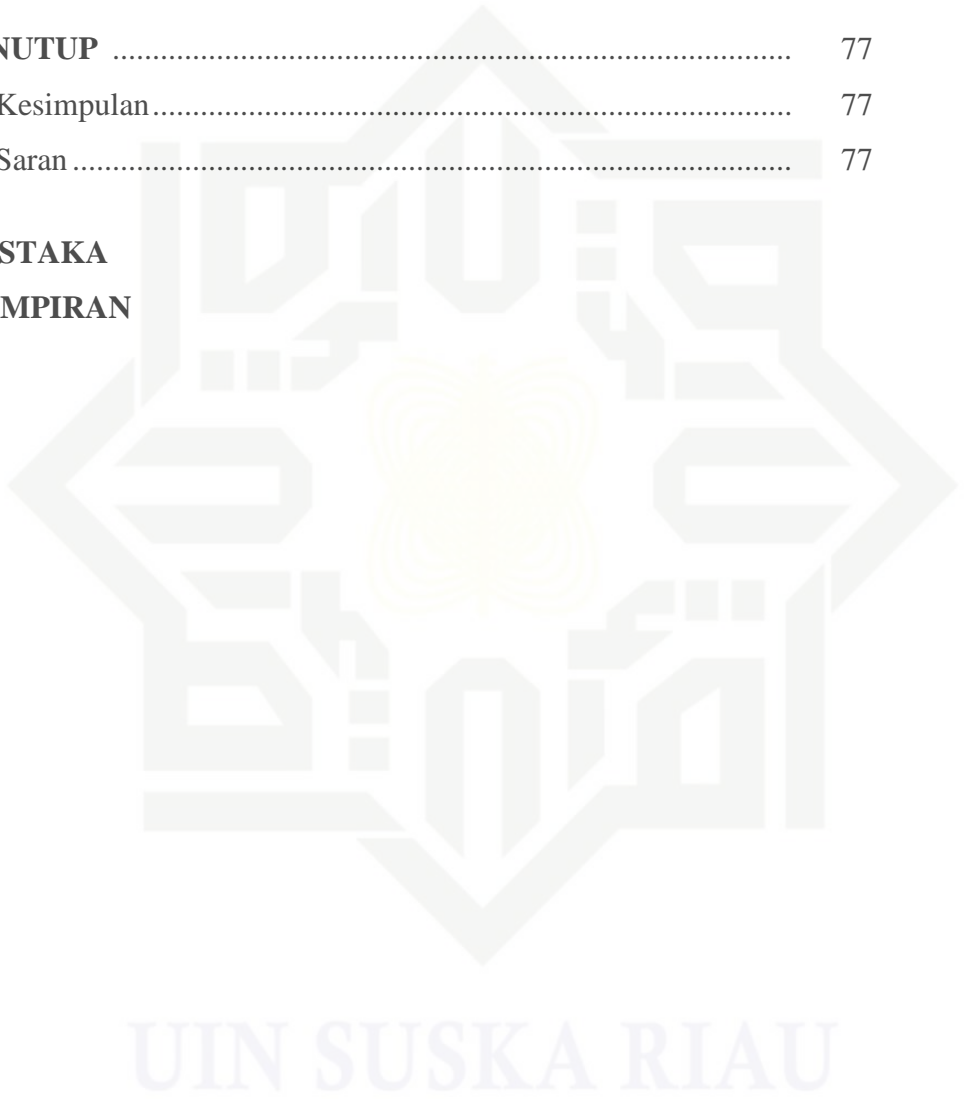 NUTUP ........................................................................ 77
Kesimpulan ........................................................................ 77
Saran ........................................................................ 77
STAKA
MPIRAN
UIN SUSKA RIAU